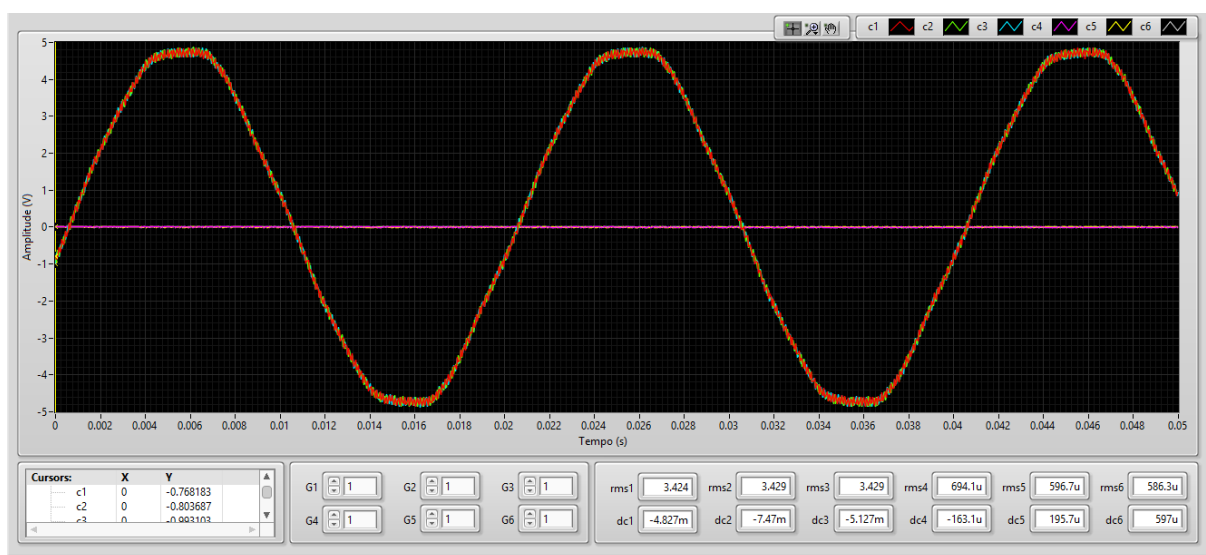 c1 c2 c3 c4 c5 c6
5
4
3
2
1
0
-1
-2
-3
-4
-5
Amplitude (V)
0 0.002 0.004 0.006 0.008 0.01 0.012 0.014 0.016 0.018 0.02 0.022 0.024 0.026 0.028 0.03 0.032 0.034 0.036 0.038 0.04 0.042 0.044 0.046 0.048 0.05
Tempo (s)
Cursors: X Y
c1 0 -0.768183
c2 0 -0.803687
c3 0 -0.993103
G1 1 G2 1 G3 1
G4 1 G5 1 G6 1
rms1 3.424 rms2 3.429 rms3 3.429 rms4 694.1u rms5 596.7u rms6 586.3u
dc1 -4.827m dc2 -7.47m dc3 -5.127m dc4 -163.1u dc5 195.7u dc6 597u